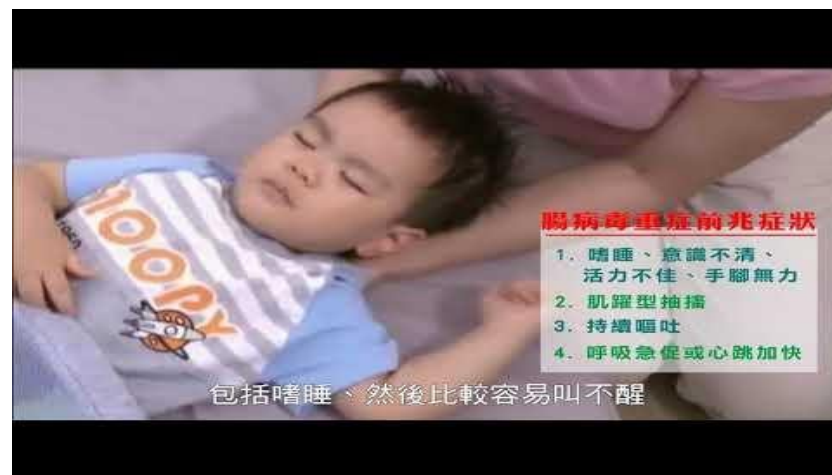 NOOPY
腸病毒重症前兆症狀
1. 嗜睡、意識不清、
活力不佳、手腳無力
2. 肌躍型抽搐
3. 持續嘔吐
4. 呼吸急促或心跳加快
包括嗜睡、然後比較容易叫不醒